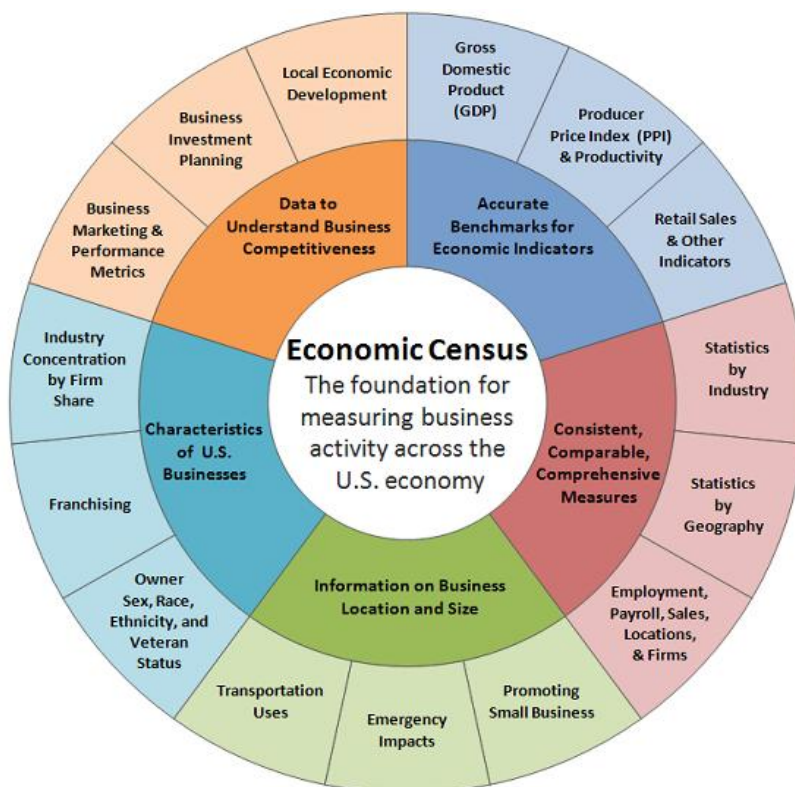 Economic Census
The foundation for
measuring business
activity across the
U.S. economy
Accurate
Benchmarks for
Economic Indicators
Gross
Domestic
Product
(GDP)
Producer
Price Index (PPI)
& Productivity
Retail Sales
& Other
Indicators
Consistent,
Comparable,
Comprehensive
Measures
Statistics
by
Industry
Statistics
by
Geography
Employment,
Payroll, Sales,
Locations,
& Firms
Information on Business
Location and Size
Promoting
Small Business
Emergency
Impacts
Transportation
Uses
Characteristics
of U.S.
Businesses
Owner
Sex, Race,
Ethnicity, and
Veteran
Status
Franchising
Industry
Concentration
by Firm
Share
Data to
Understand Business
Competitiveness
Business
Marketing &
Performance
Metrics
Business
Investment
Planning
Local Economic
Development